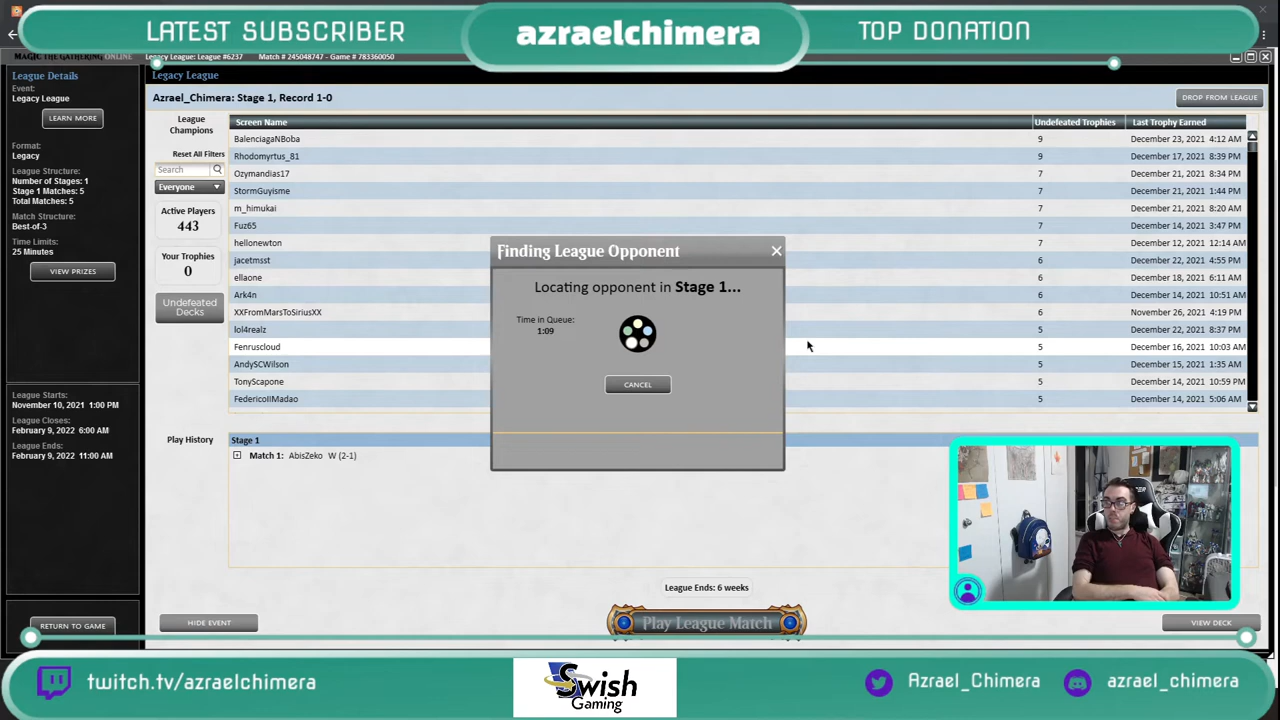 LATEST SUBSCRIBER
azraelchimera
TOP DONATION
MAGIC THE GATHERING ONLINE
Legacy League: League #6237
Match # 245048747 - Game # 783360050
League Details
Event:
Legacy League
LEARN MORE
Format:
Legacy
League Structure:
Number of Stages: 1
Stage 1 Matches: 5
Total Matches: 5
Match Structure:
Best-of-3
Time Limits:
25 Minutes
VIEW PRIZES
League Starts:
November 10, 2021 1:00 PM
League Closes:
February 9, 2022 6:00 AM
League Ends:
February 9, 2022 11:00 AM
RETURN TO GAME
Legacy League
Azrael_Chimera: Stage 1, Record 1-0
DROP FROM LEAGUE
League
Champions
Reset All Filters
Search
Everyone
Active Players
443
Your Trophies
0
Undefeated
Decks
Screen Name Undefeated Trophies Last Trophy Earned
BalenciagaNBoba 9 December 23, 2021 4:12 AM
Rhodomyrtus_81 9 December 17, 2021 8:39 PM
Ozymandias17 7 December 21, 2021 8:34 PM
StormGuyisme 7 December 21, 2021 1:44 PM
m_himukai 7 December 21, 2021 8:20 AM
Fuz65 7 December 14, 2021 3:47 PM
hellonewton 7 December 12, 2021 12:14 AM
jacetmsst 6 December 22, 2021 4:55 PM
ellaone 6 December 18, 2021 6:11 AM
Ark4n 6 December 14, 2021 10:51 AM
XXFromMarsToSiriusXX 6 November 26, 2021 4:19 PM
lol4realz 5 December 22, 2021 8:37 PM
Fenruscloud 5 December 16, 2021 10:03 AM
AndySCWilson 5 December 15, 2021 1:35 AM
TonyScapone 5 December 14, 2021 10:59 PM
FedericoIIMadao 5 December 14, 2021 5:06 AM
Finding League Opponent
Locating opponent in Stage 1...
Time in Queue:
1:09
CANCEL
Play History
Stage 1
Match 1: AbisZeko W (2-1)
League Ends: 6 weeks
HIDE EVENT
Play League Match
VIEW DECK
twitch.tv/azraelchimera
Swish
Gaming
Azrael_Chimera
azrael_chimera